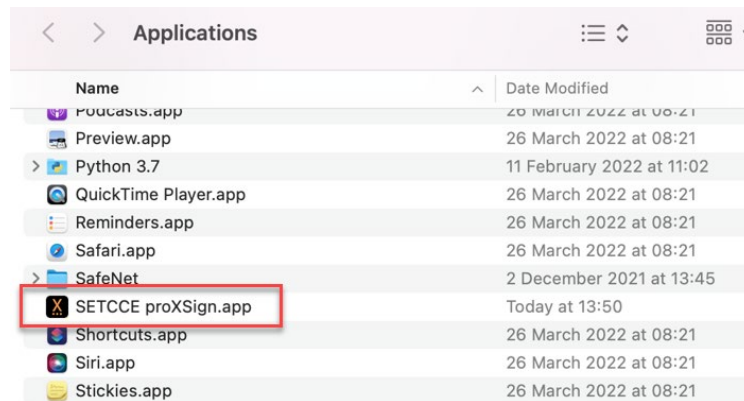 Applications
Name Date Modified
Podcasts.app 26 March 2022 at 08:21
Preview.app 26 March 2022 at 08:21
Python 3.7 11 February 2022 at 11:02
QuickTime Player.app 26 March 2022 at 08:21
Reminders.app 26 March 2022 at 08:21
Safari.app 26 March 2022 at 08:21
SafeNet 2 December 2021 at 13:45
SETCCE proXSign.app Today at 13:50
Shortcuts.app 26 March 2022 at 08:21
Siri.app 26 March 2022 at 08:21
Stickies.app 26 March 2022 at 08:21